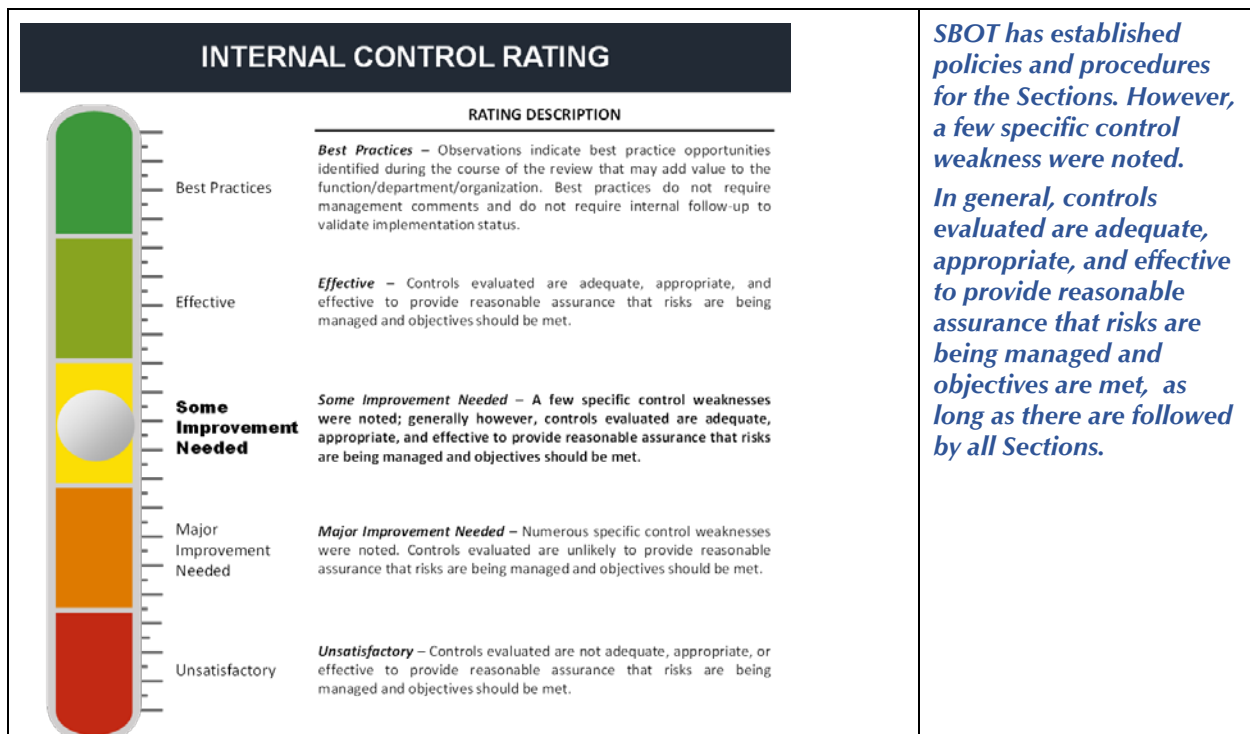 INTERNAL CONTROL RATING
RATING DESCRIPTION
Best Practices
Best Practices – Observations indicate best practice opportunities
identified during the course of the review that may add value to the
function/department/organization. Best practices do not require
management comments and do not require internal follow-up to
validate implementation status.
Effective
Effective – Controls evaluated are adequate, appropriate, and
effective to provide reasonable assurance that risks are being
managed and objectives should be met.
Some
Improvement
Needed
Some Improvement Needed – A few specific control weaknesses
were noted; generally however, controls evaluated are adequate,
appropriate, and effective to provide reasonable assurance that risks
are being managed and objectives should be met.
Major
Improvement
Needed
Major Improvement Needed – Numerous specific control weaknesses
were noted. Controls evaluated are unlikely to provide reasonable
assurance that risks are being managed and objectives should be met.
Unsatisfactory
Unsatisfactory – Controls evaluated are not adequate, appropriate, or
effective to provide reasonable assurance that risks are being
managed and objectives should be met.
SBOT has established
policies and procedures
for the Sections. However,
a few specific control
weakness were noted.
In general, controls
evaluated are adequate,
appropriate, and effective
to provide reasonable
assurance that risks are
being managed and
objectives are met, as
long as there are followed
by all Sections.